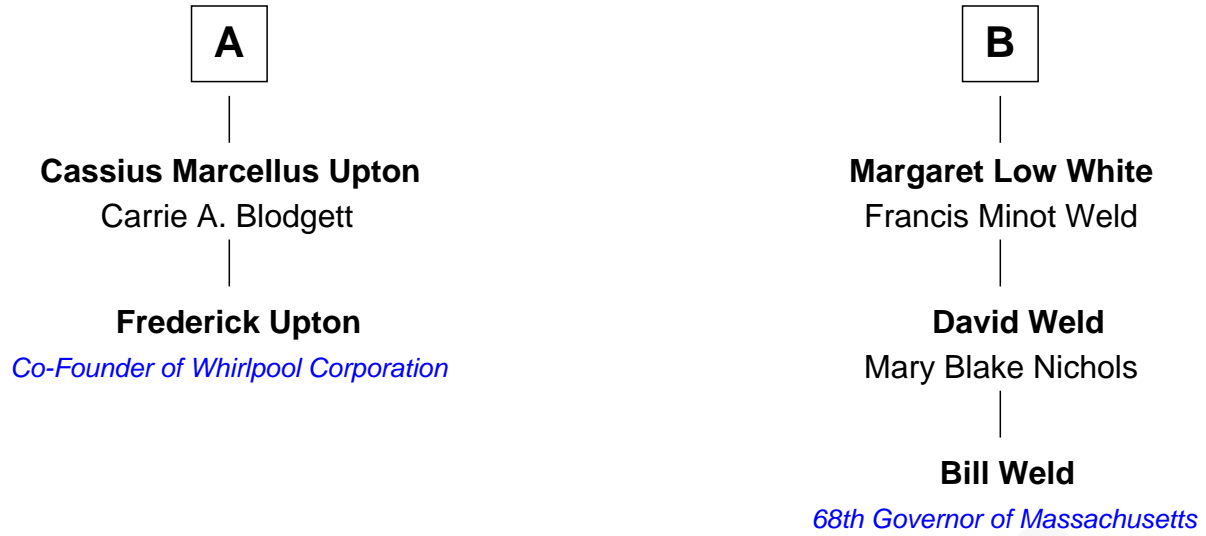 A
Cassius Marcellus Upton
Carrie A. Blodgett
Frederick Upton
Co-Founder of Whirlpool Corporation
B
Margaret Low White
Francis Minot Weld
David Weld
Mary Blake Nichols
Bill Weld
68th Governor of Massachusetts